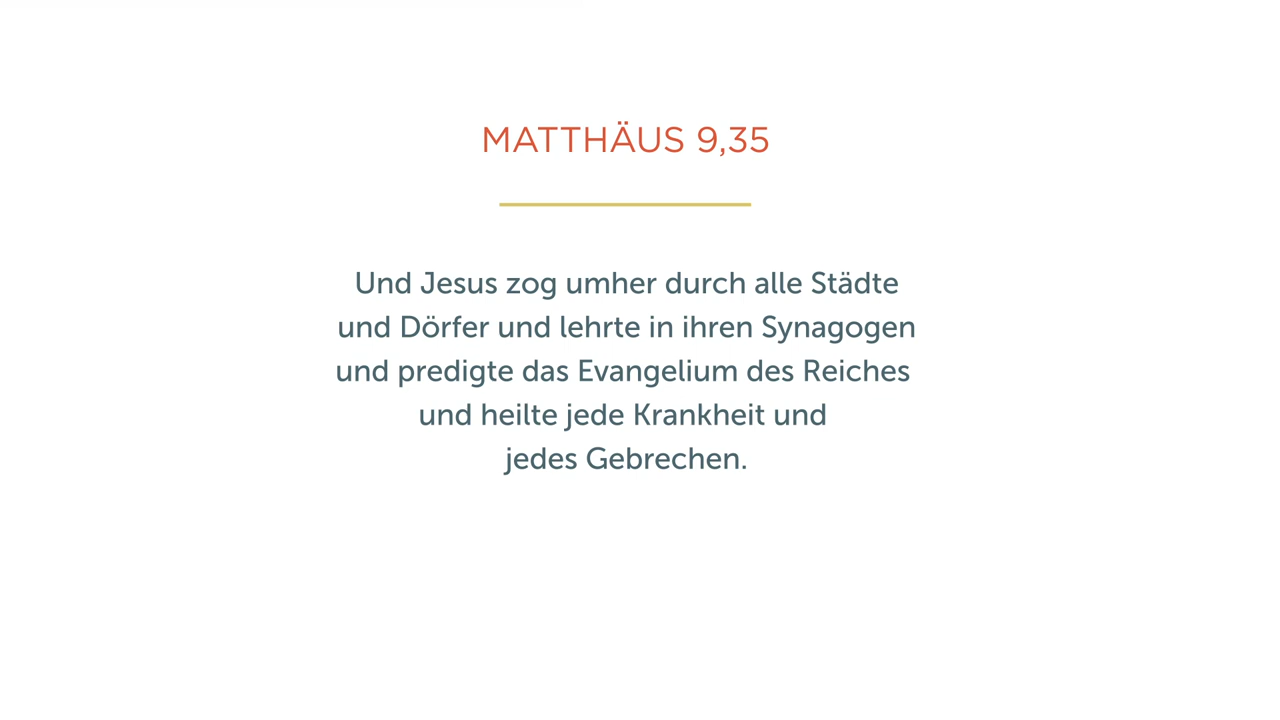 MATTHÄUS 9,35
Und Jesus zog umher durch alle Städte
und Dörfer und lehrte in ihren Synagogen
und predigte das Evangelium des Reiches
und heilte jede Krankheit und
jedes Gebrechen.